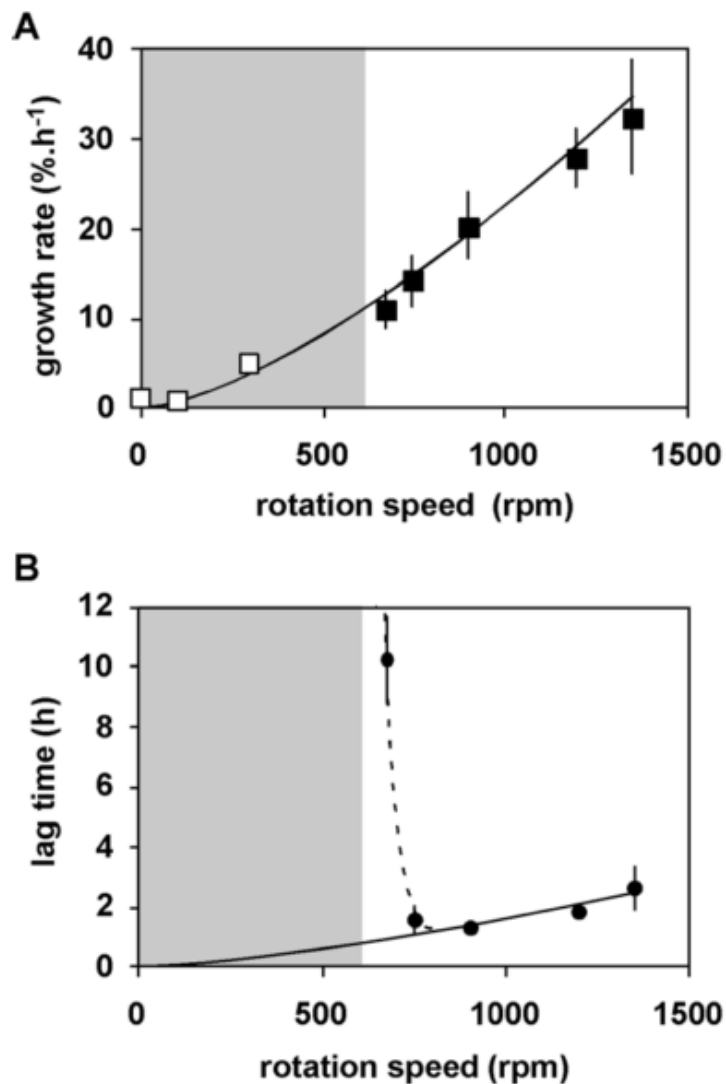 A
40
30
20
10
0
growth rate (%.h⁻¹)
0 500 1000 1500
rotation speed (rpm)
B
12
10
8
6
4
2
0
lag time (h)
0 500 1000 1500
rotation speed (rpm)